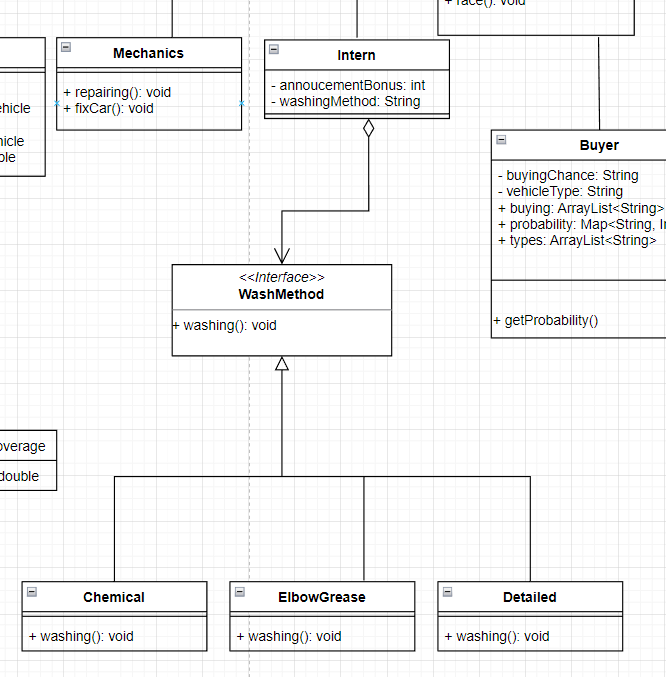 + race(): void
Mechanics
+ repairing(): void
+ fixCar(): void
ehicle
hicle
ble
Intern
- annoucementBonus: int
- washingMethod: String
Buyer
- buyingChance: String
- vehicleType: String
+ buying: ArrayList<String>
+ probability: Map<String, In
+ types: ArrayList<String>
+ getProbability()
<<Interface>>
WashMethod
+ washing(): void
overage
double
Chemical
+ washing(): void
ElbowGrease
+ washing(): void
Detailed
+ washing(): void